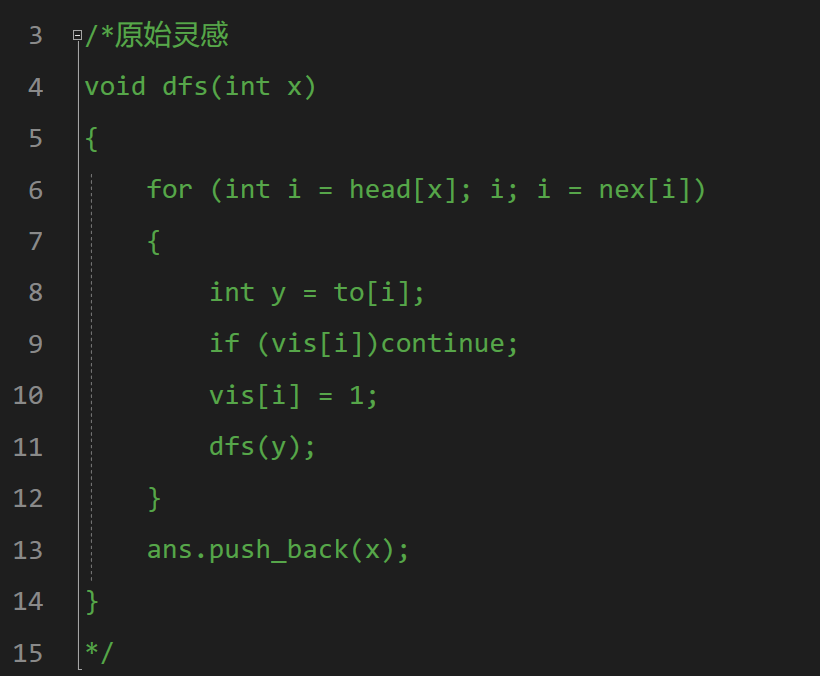 3 /*原始灵感
4 void dfs(int x)
5 {
6 for (int i = head[x]; i; i = nex[i])
7 {
8 int y = to[i];
9 if (vis[i])continue;
10 vis[i] = 1;
11 dfs(y);
12 }
13 ans.push_back(x);
14 }
15 */